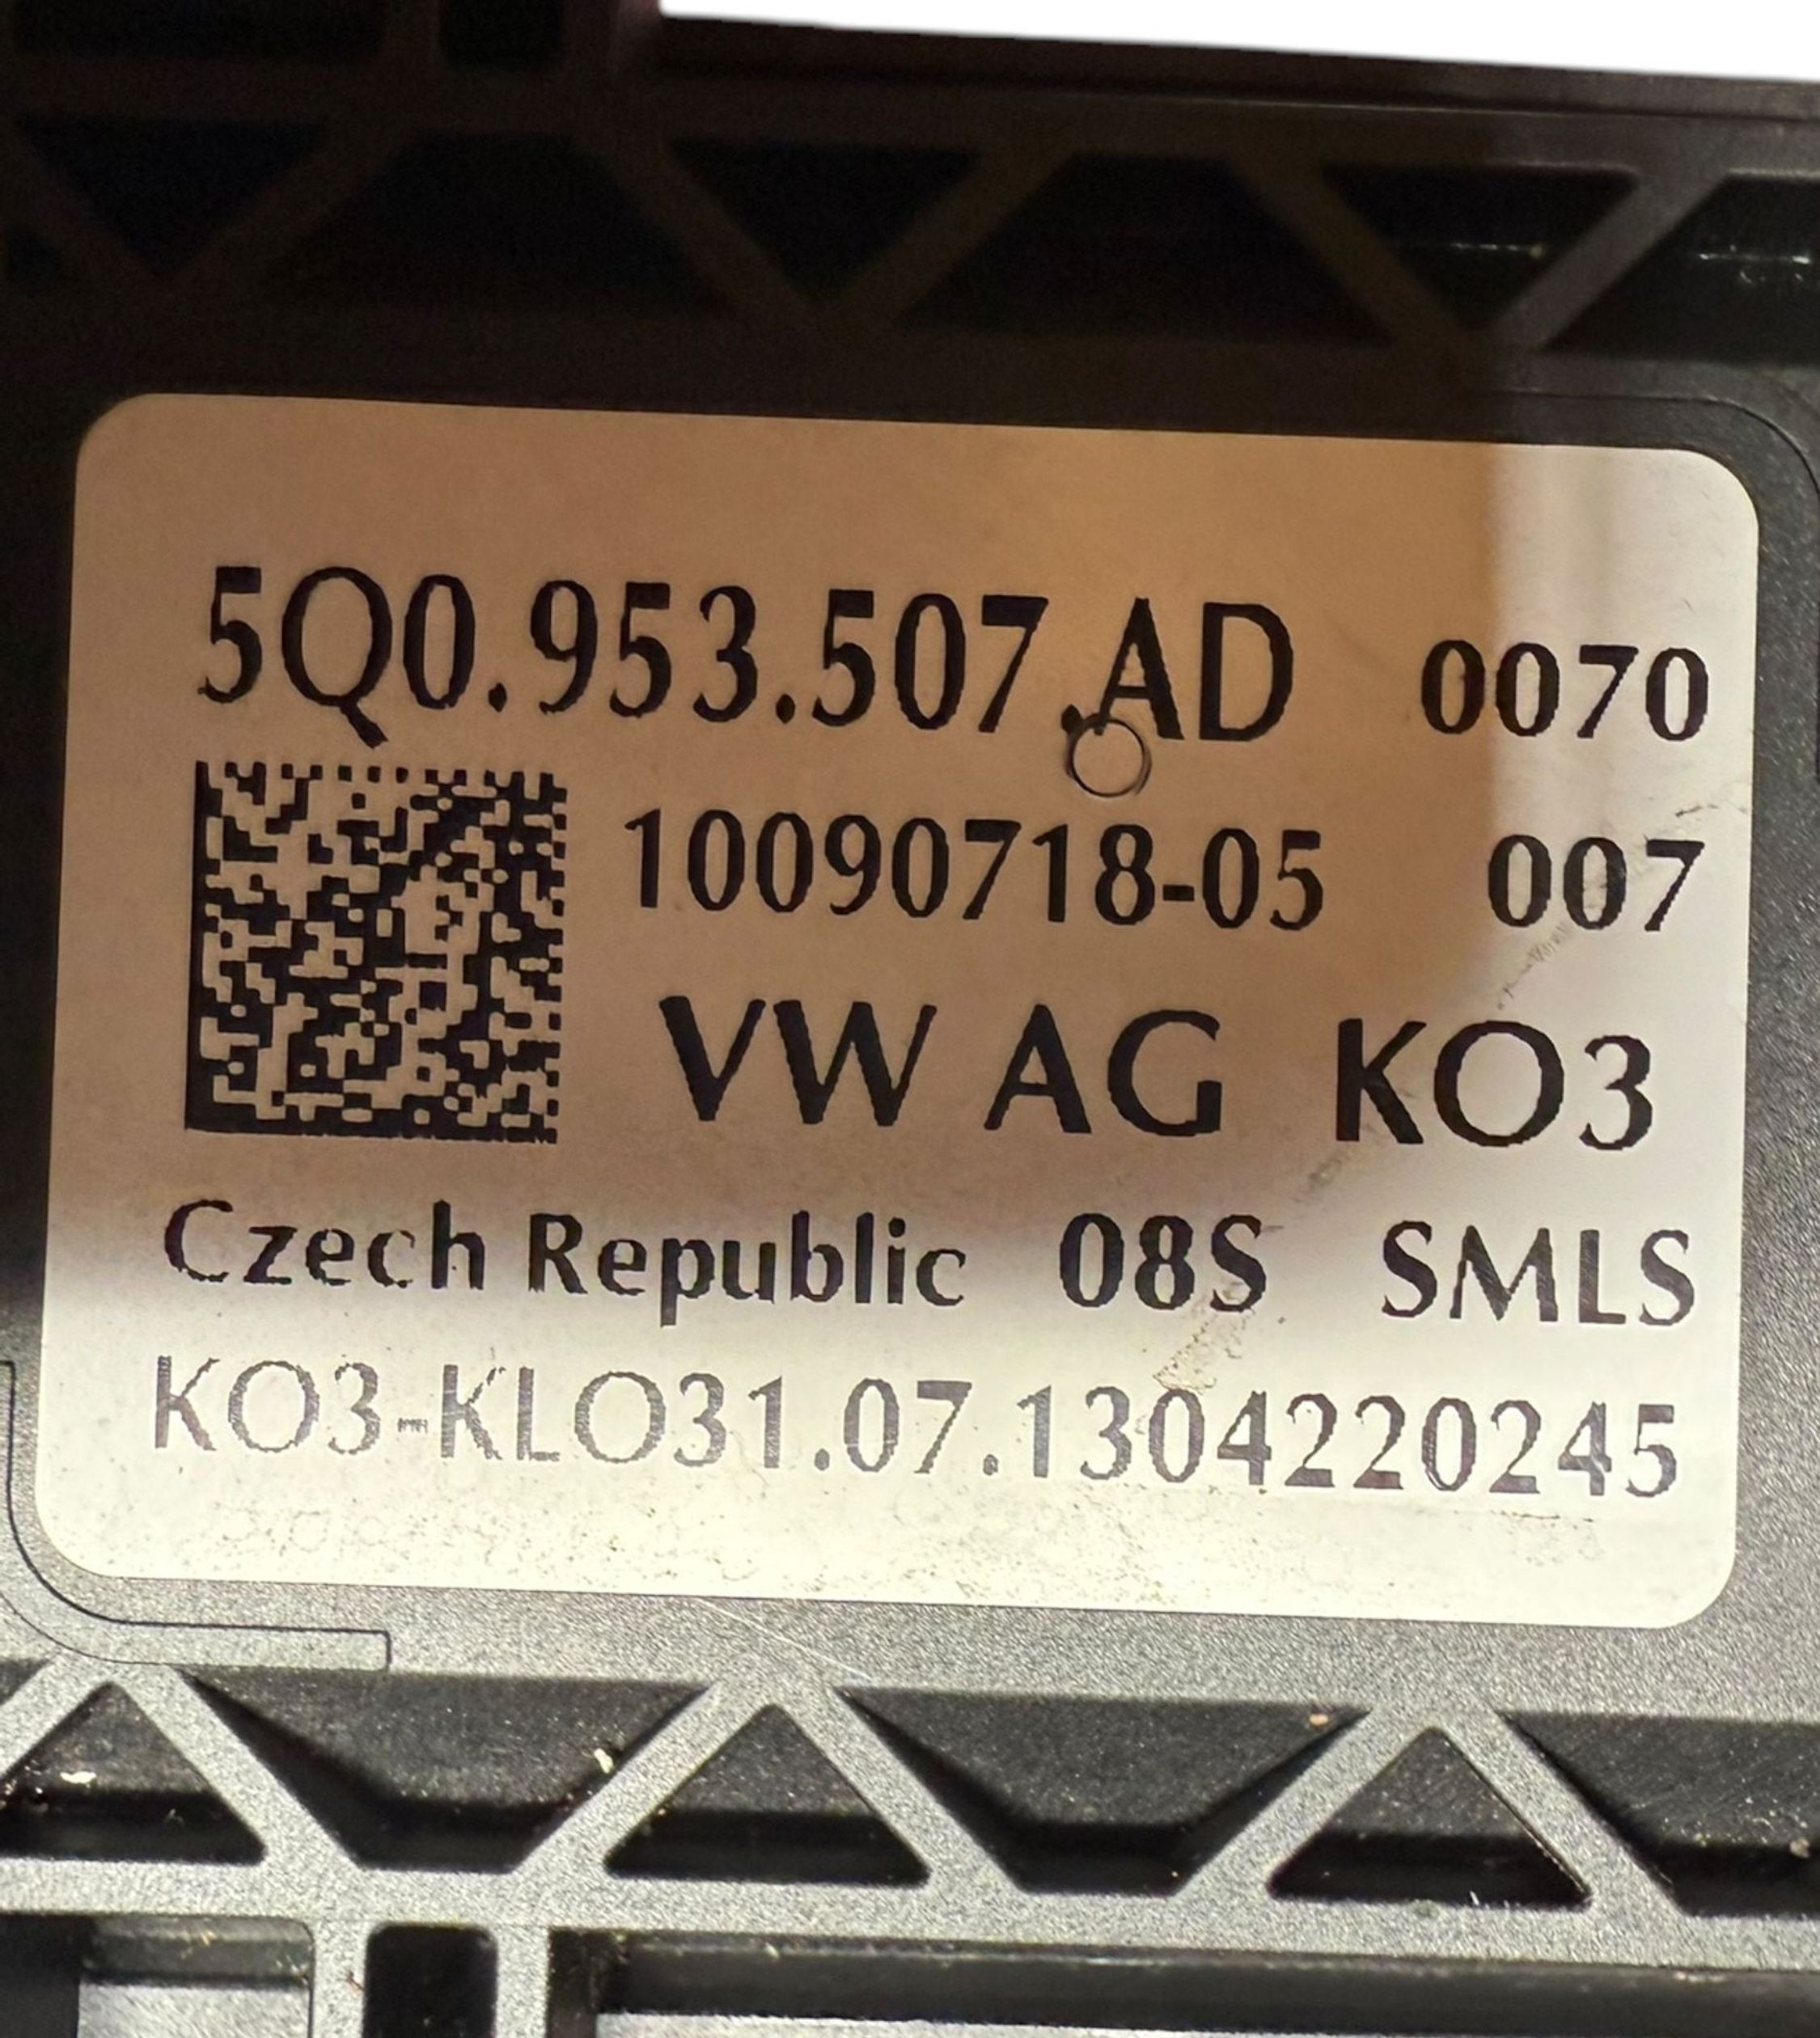 5Q0.953.507.AD 0070
10090718-05 007
VW AG KO3
Czech Republic 08S SMLS
KO3-KLO31.07.1304220245